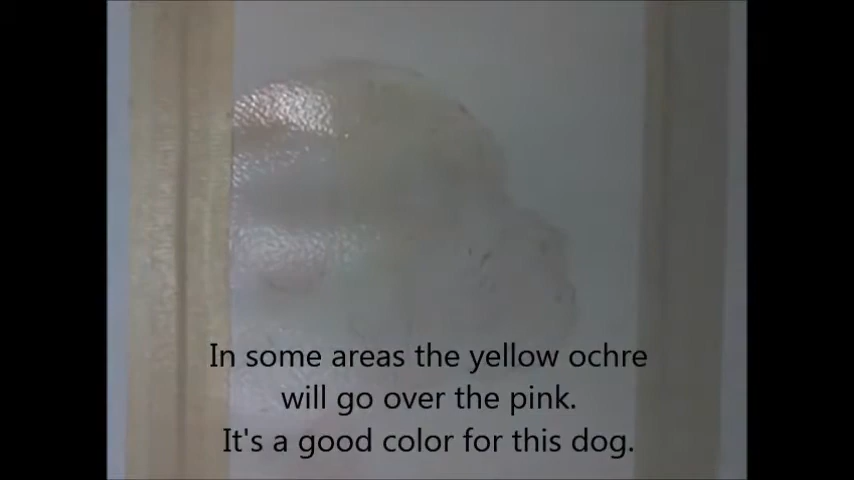 In some areas the yellow ochre
will go over the pink.
It's a good color for this dog.